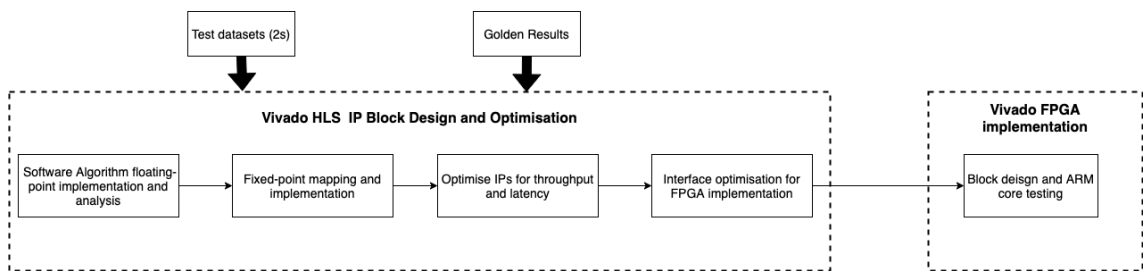 Test datasets (2s)
Golden Results
Vivado HLS  IP Block Design and Optimisation
Software Algorithm floating-
point implementation and
analysis
Fixed-point mapping and
implementation
Optimise IPs for throughput
and latency
Interface optimisation for
FPGA implementation
Vivado FPGA
implementation
Block deisgn and ARM
core testing